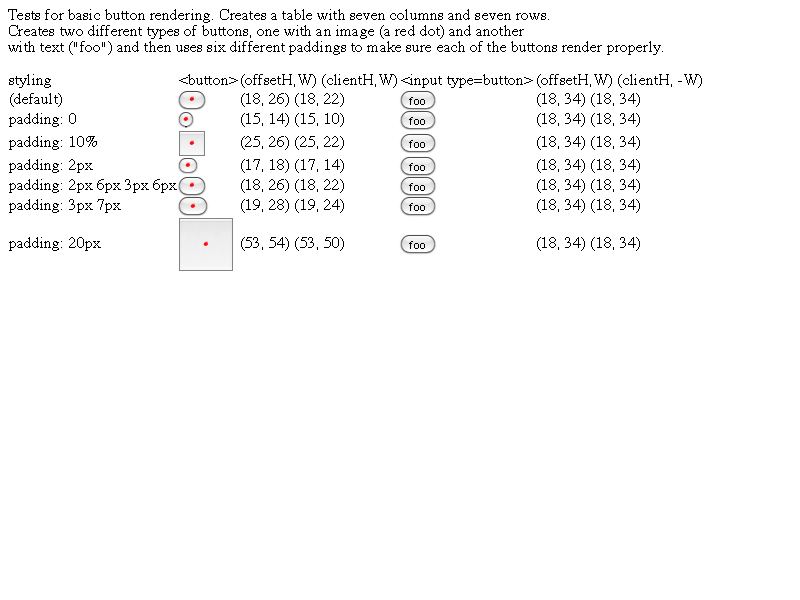 Tests for basic button rendering. Creates a table with seven columns and seven rows.
Creates two different types of buttons, one with an image (a red dot) and another
with text ("foo") and then uses six different paddings to make sure each of the buttons render properly.
styling <button> (offsetH,W) (clientH,W) <input type=button> (offsetH,W) (clientH, -W)
(default) (18, 26) (18, 22) foo (18, 34) (18, 34)
padding: 0 (15, 14) (15, 10) foo (18, 34) (18, 34)
padding: 10% (25, 26) (25, 22) foo (18, 34) (18, 34)
padding: 2px (17, 18) (17, 14) foo (18, 34) (18, 34)
padding: 2px 6px 3px 6px (18, 26) (18, 22) foo (18, 34) (18, 34)
padding: 3px 7px (19, 28) (19, 24) foo (18, 34) (18, 34)
padding: 20px (53, 54) (53, 50) foo (18, 34) (18, 34)